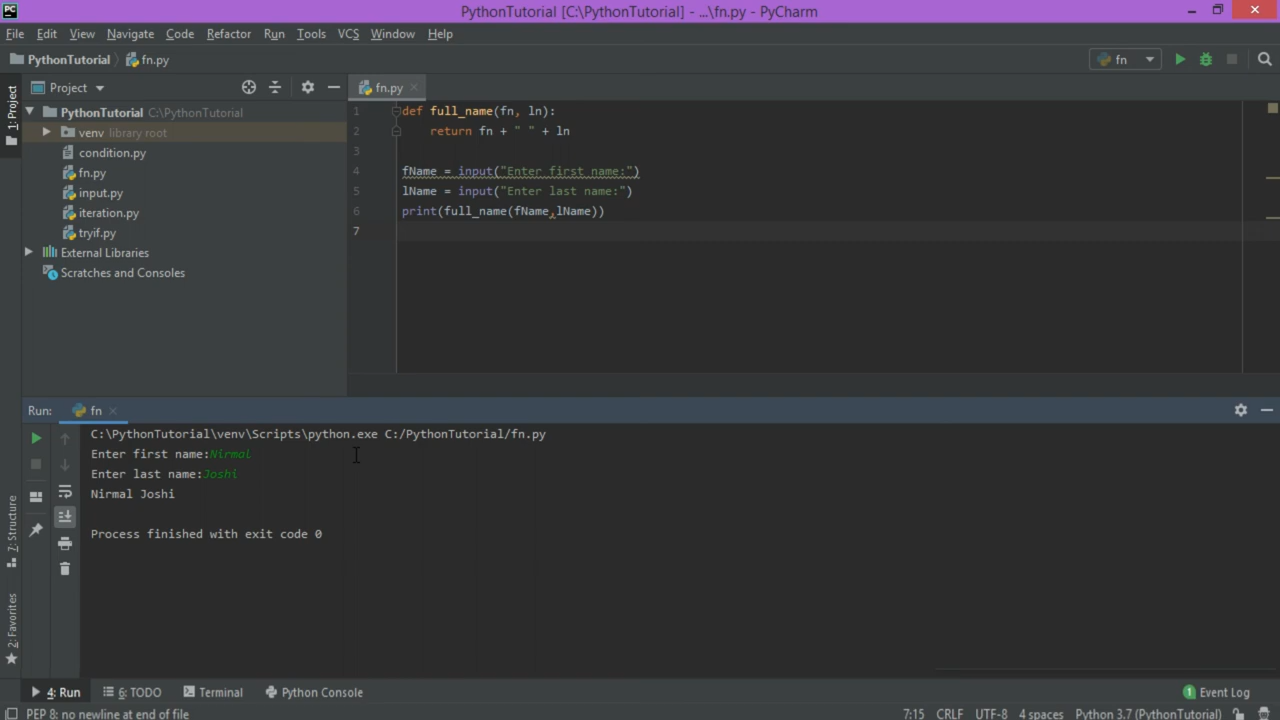 PC
PythonTutorial [C:\PythonTutorial] - ...\fn.py - PyCharm
File Edit View Navigate Code Refactor Run Tools VCS Window Help
PythonTutorial fn.py
fn
1: Project
Project
fn.py
PythonTutorial C:\PythonTutorial
venv library root
condition.py
fn.py
input.py
iteration.py
tryif.py
External Libraries
Scratches and Consoles
1 def full_name(fn, ln):
2 return fn + " " + ln
3
4 fName = input("Enter first name:")
5 lName = input("Enter last name:")
6 print(full_name(fName,lName))
7
Run: fn
C:\PythonTutorial\venv\Scripts\python.exe C:/PythonTutorial/fn.py
Enter first name:Nirmal
Enter last name:Joshi
Nirmal Joshi
Process finished with exit code 0
7: Structure
2: Favorites
4: Run 6: TODO Terminal Python Console 1 Event Log
PEP 8: no newline at end of file 7:15 CRLF UTF-8 4 spaces Python 3.7 (PythonTutorial)